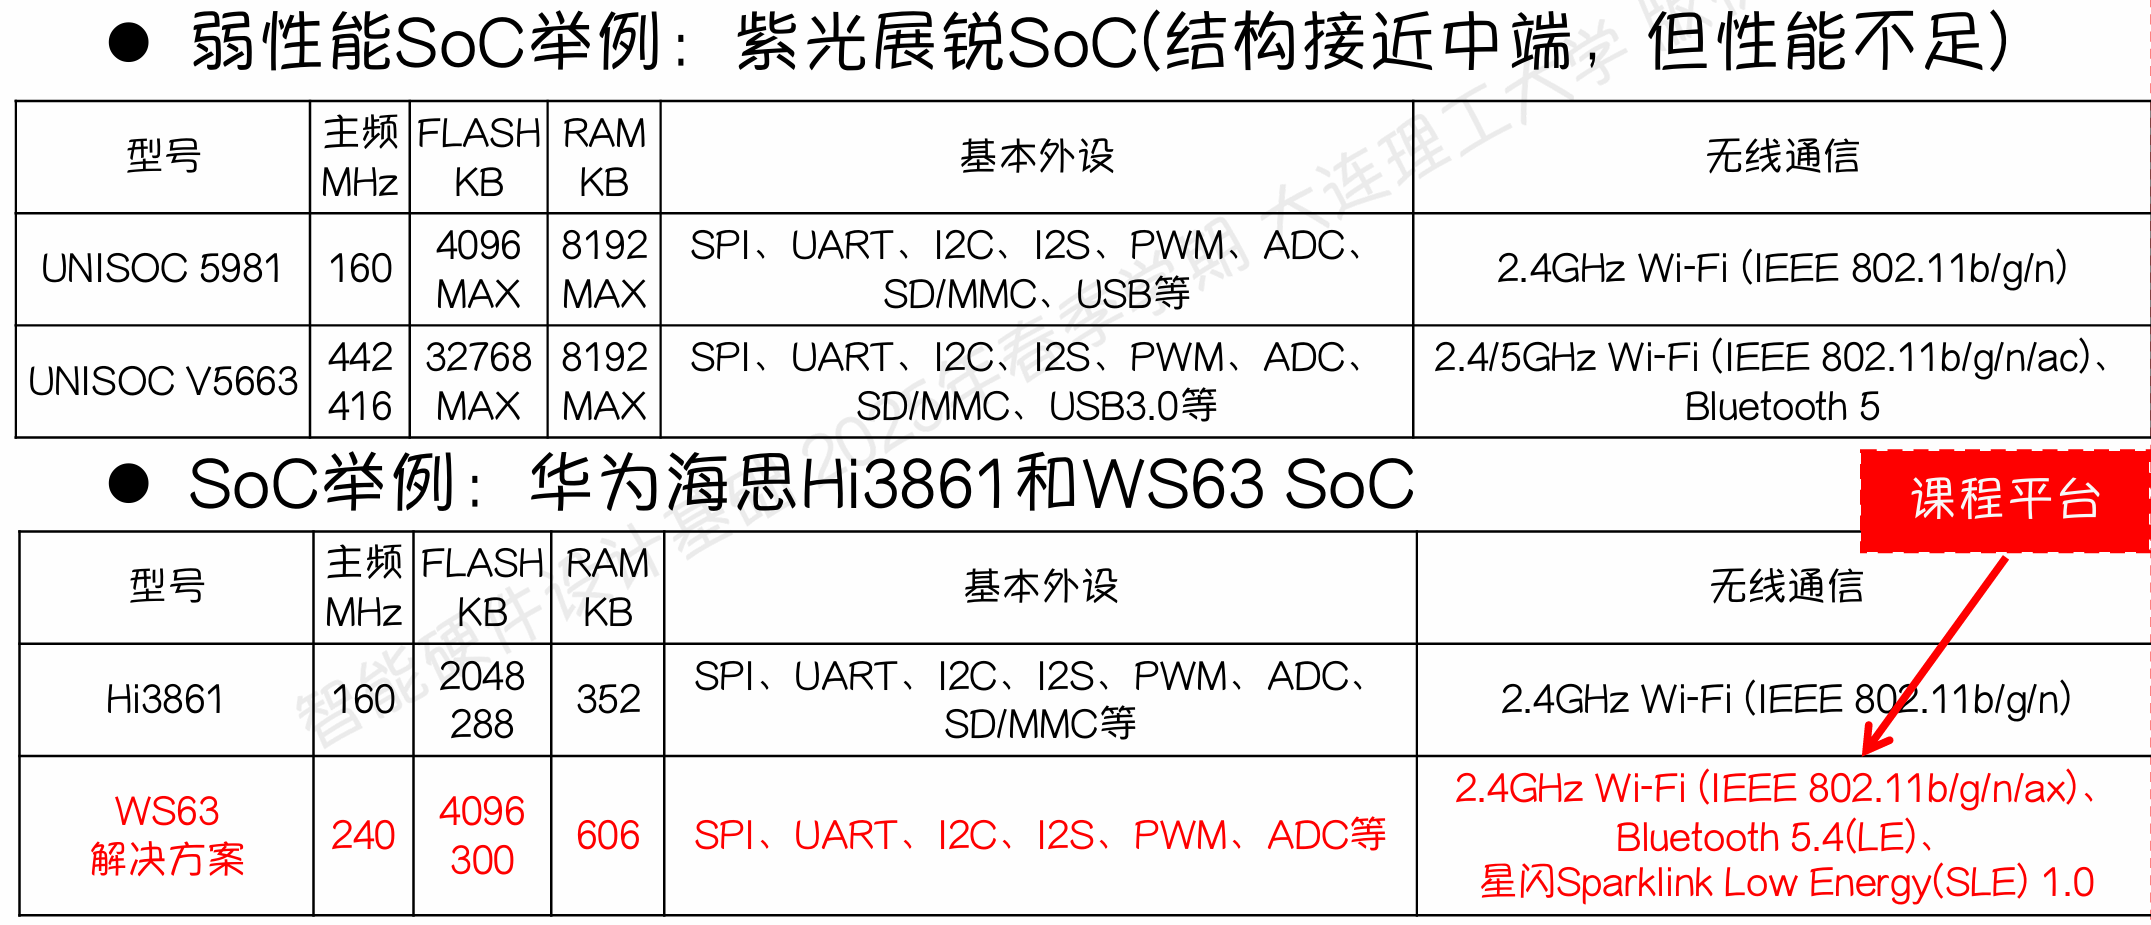 ● 弱性能SoC举例：紫光展锐SoC(结构接近中端，但性能不足)
型号 主频 MHz FLASH KB RAM KB 基本外设 无线通信
UNISOC 5981 160 4096 MAX 8192 MAX SPI、UART、I2C、I2S、PWM、ADC、SD/MMC、USB等 2.4GHz Wi-Fi (IEEE 802.11b/g/n)
UNISOC V5663 442 416 32768 MAX 8192 MAX SPI、UART、I2C、I2S、PWM、ADC、SD/MMC、USB3.0等 2.4/5GHz Wi-Fi (IEEE 802.11b/g/n/ac)、Bluetooth 5
● SoC举例：华为海思Hi3861和WS63 SoC
课程平台
型号 主频 MHz FLASH KB RAM KB 基本外设 无线通信
Hi3861 160 2048 288 352 SPI、UART、I2C、I2S、PWM、ADC、SD/MMC等 2.4GHz Wi-Fi (IEEE 802.11b/g/n)
WS63 解决方案 240 4096 300 606 SPI、UART、I2C、I2S、PWM、ADC等 2.4GHz Wi-Fi (IEEE 802.11b/g/n/ax)、Bluetooth 5.4(LE)、星闪Sparklink Low Energy(SLE) 1.0
智能硬件设计基础 2025年春季学期 大连理工大学